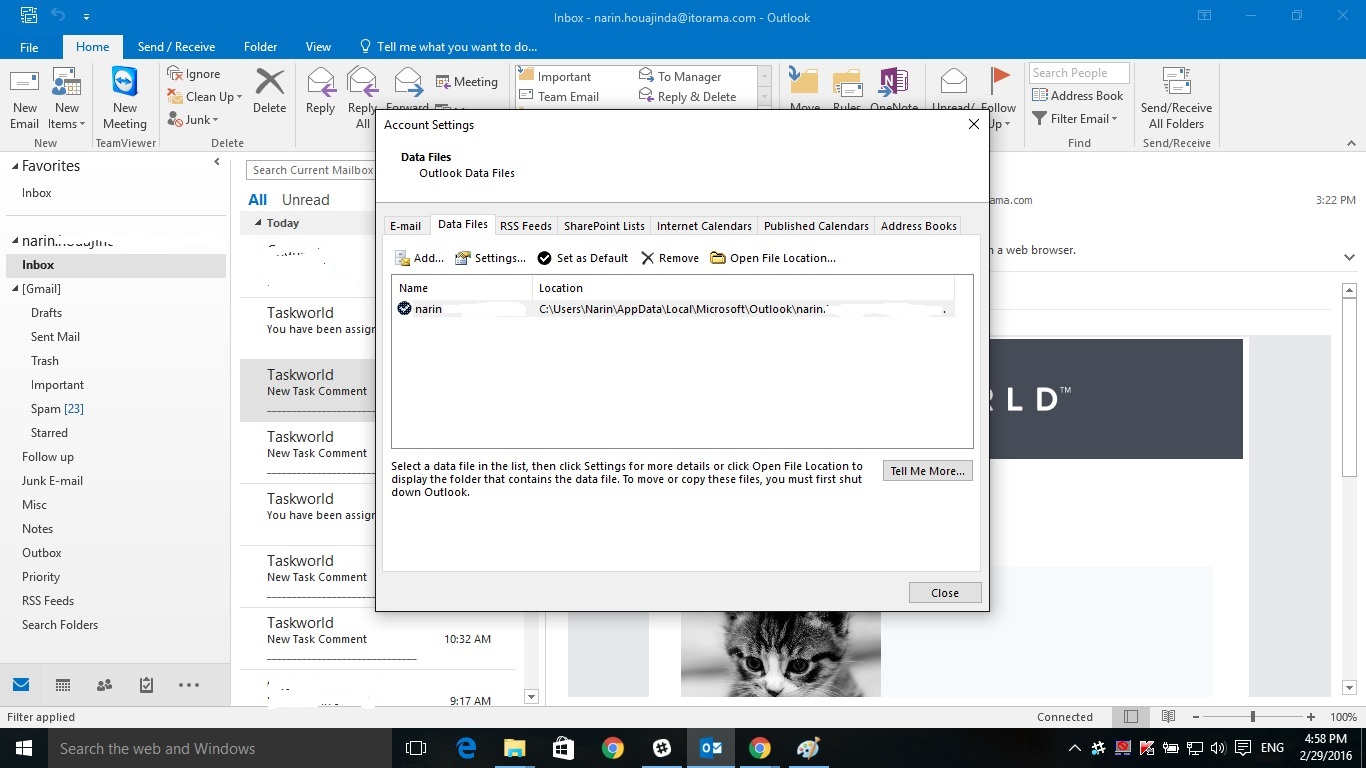 Inbox - narin.houajinda@itorama.com - Outlook
File Home Send / Receive Folder View Tell me what you want to do...
New Email
New Items
New Meeting
Ignore
Clean Up
Junk
Delete
Reply
Reply All
Forward
Meeting
Important
Team Email
To Manager
Reply & Delete
Move
Rules
OneNote
Unread/
Follow Up
Search People
Address Book
Filter Email
Send/Receive All Folders
New TeamViewer Delete Find Send/Receive
Favorites
Inbox
Inbox
[Gmail]
Drafts
Sent Mail
Trash
Important
Spam [23]
Starred
Follow up
Junk E-mail
Misc
Notes
Outbox
Priority
RSS Feeds
Search Folders
Search Current Mailbox
All Unread
Today
Taskworld
You have been assign
Taskworld
New Task Comment
Taskworld
New Task Comment
Taskworld
You have been assign
Taskworld
New Task Comment
Taskworld
New Task Comment 10:32 AM
9:17 AM
Account Settings
Data Files
Outlook Data Files
E-mail Data Files RSS Feeds SharePoint Lists Internet Calendars Published Calendars Address Books
Add... Settings... Set as Default Remove Open File Location...
Name Location
narin C:\Users\Narin\AppData\Local\Microsoft\Outlook\narin.
Select a data file in the list, then click Settings for more details or click Open File Location to
display the folder that contains the data file. To move or copy these files, you must first shut
down Outlook.
Tell Me More...
Close
ama.com 3:22 PM
n a web browser.
RLD™
Filter applied Connected 100%
Search the web and Windows
ENG
4:58 PM
2/29/2016